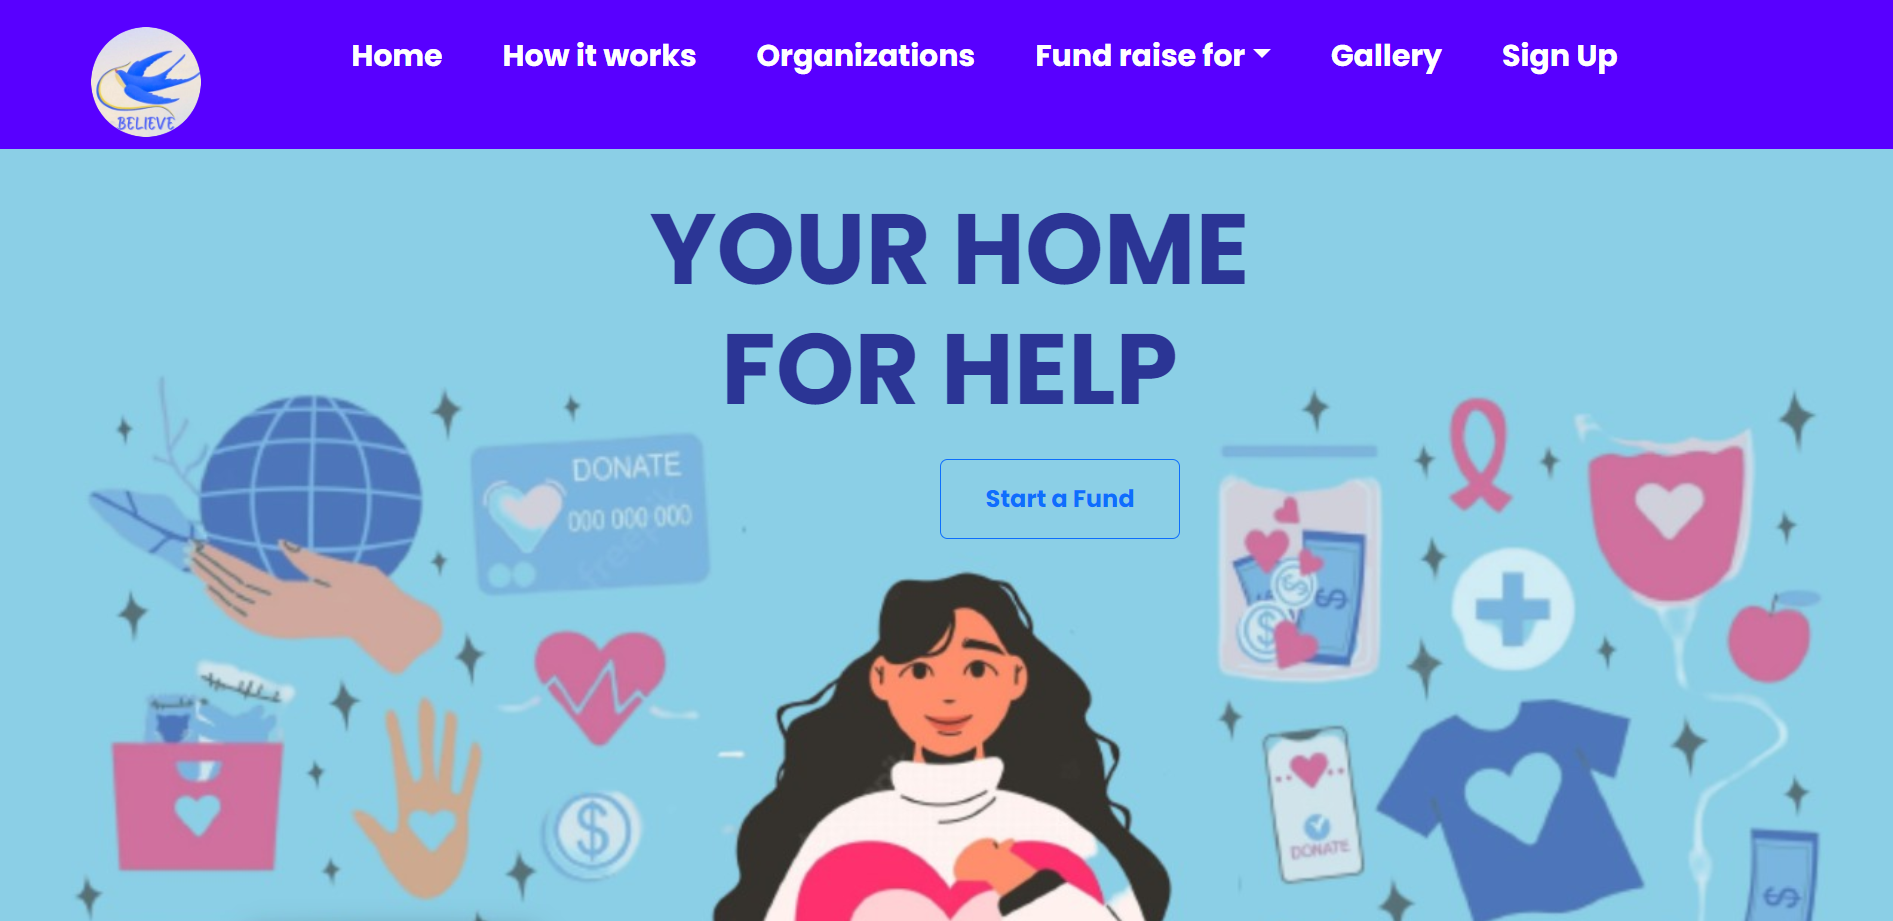 BELIEVE
Home How it works Organizations Fund raise for Gallery Sign Up
YOUR HOME
FOR HELP
DONATE
000 000 000
freepik
Start a Fund
$
$
$
DONATE
$
$